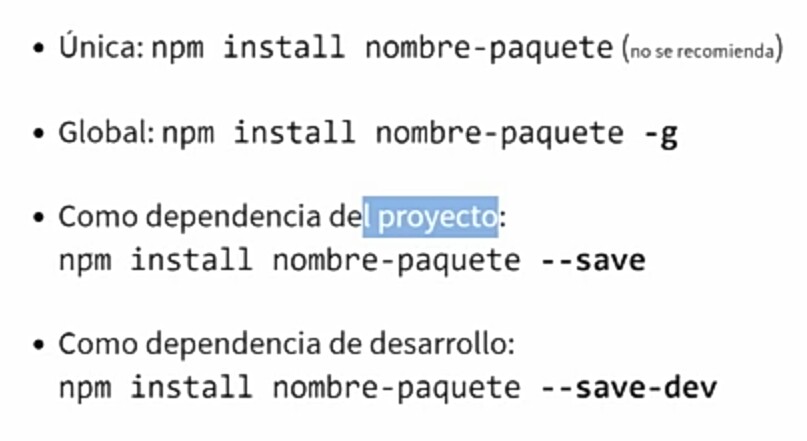 • Única: npm install nombre-paquete (no se recomienda)
• Global: npm install nombre-paquete -g
• Como dependencia del proyecto:
npm install nombre-paquete --save
• Como dependencia de desarrollo:
npm install nombre-paquete --save-dev